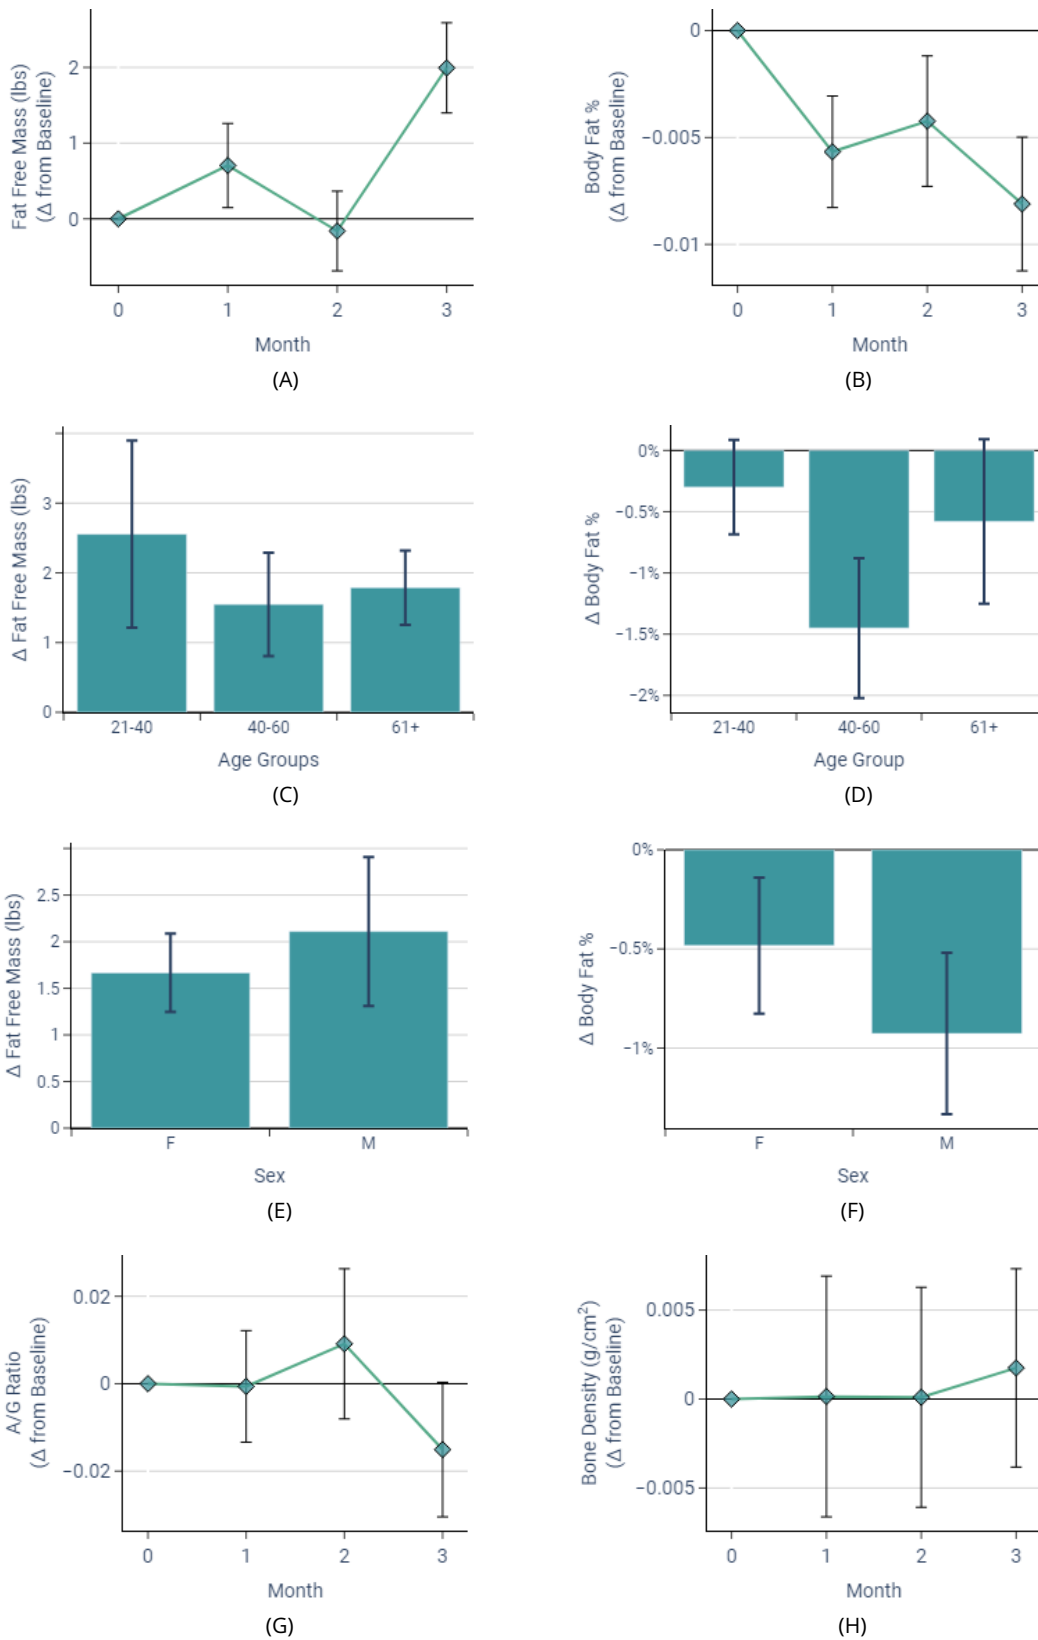 Fat Free Mass (lbs)
(Δ from Baseline)
2
1
0
0 1 2 3
Month
(A)
Body Fat %
(Δ from Baseline)
0
−0.005
−0.01
0 1 2 3
Month
(B)
Δ Fat Free Mass (lbs)
3
2
1
0
21-40 40-60 61+
Age Groups
(C)
Δ Body Fat %
0%
−0.5%
−1%
−1.5%
−2%
21-40 40-60 61+
Age Group
(D)
Δ Fat Free Mass (lbs)
2.5
2
1.5
1
0.5
0
F M
Sex
(E)
Δ Body Fat %
0%
−0.5%
−1%
F M
Sex
(F)
A/G Ratio
(Δ from Baseline)
0.02
0
−0.02
0 1 2 3
Month
(G)
Bone Density (g/cm²)
(Δ from Baseline)
0.005
0
−0.005
0 1 2 3
Month
(H)